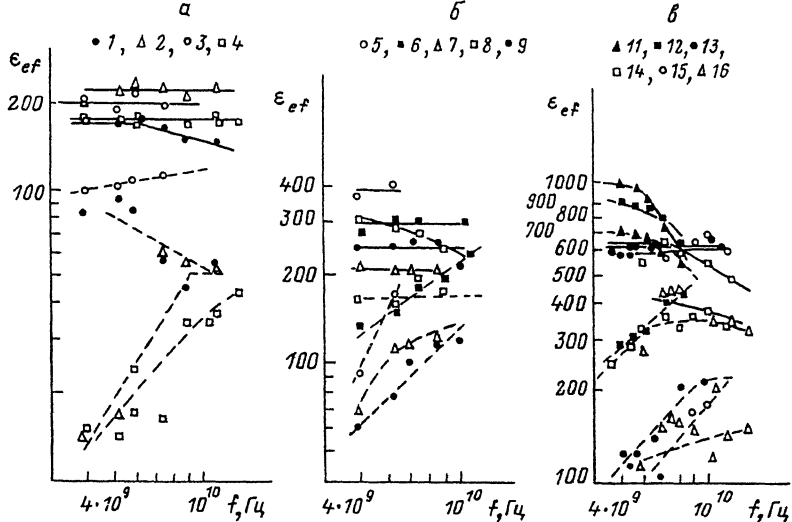 а
● 1, △ 2, ○ 3, □ 4
ε_ef
200
100
4·10⁹
10¹⁰
f, Гц
б
○ 5, ■ 6, △ 7, □ 8, ● 9
ε_ef
400
300
200
100
4·10⁹
10¹⁰
f, Гц
в
▲ 11, ■ 12, ● 13,
□ 14, ○ 15, △ 16
ε_ef
1000
900
800
700
600
500
400
300
200
100
4·10⁹
10¹⁰
f, Гц